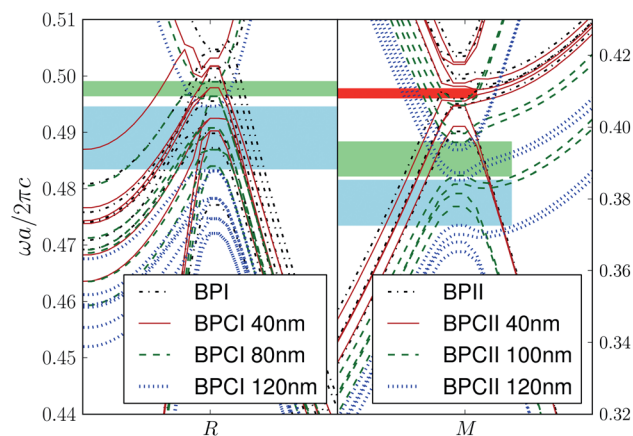 0.51
0.50
0.49
0.48
0.47
0.46
0.45
0.44
ωa/2πc
R
BPI
BPCI 40nm
BPCI 80nm
BPCI 120nm
M
BPII
BPCII 40nm
BPCII 100nm
BPCII 120nm
0.42
0.40
0.38
0.36
0.34
0.32